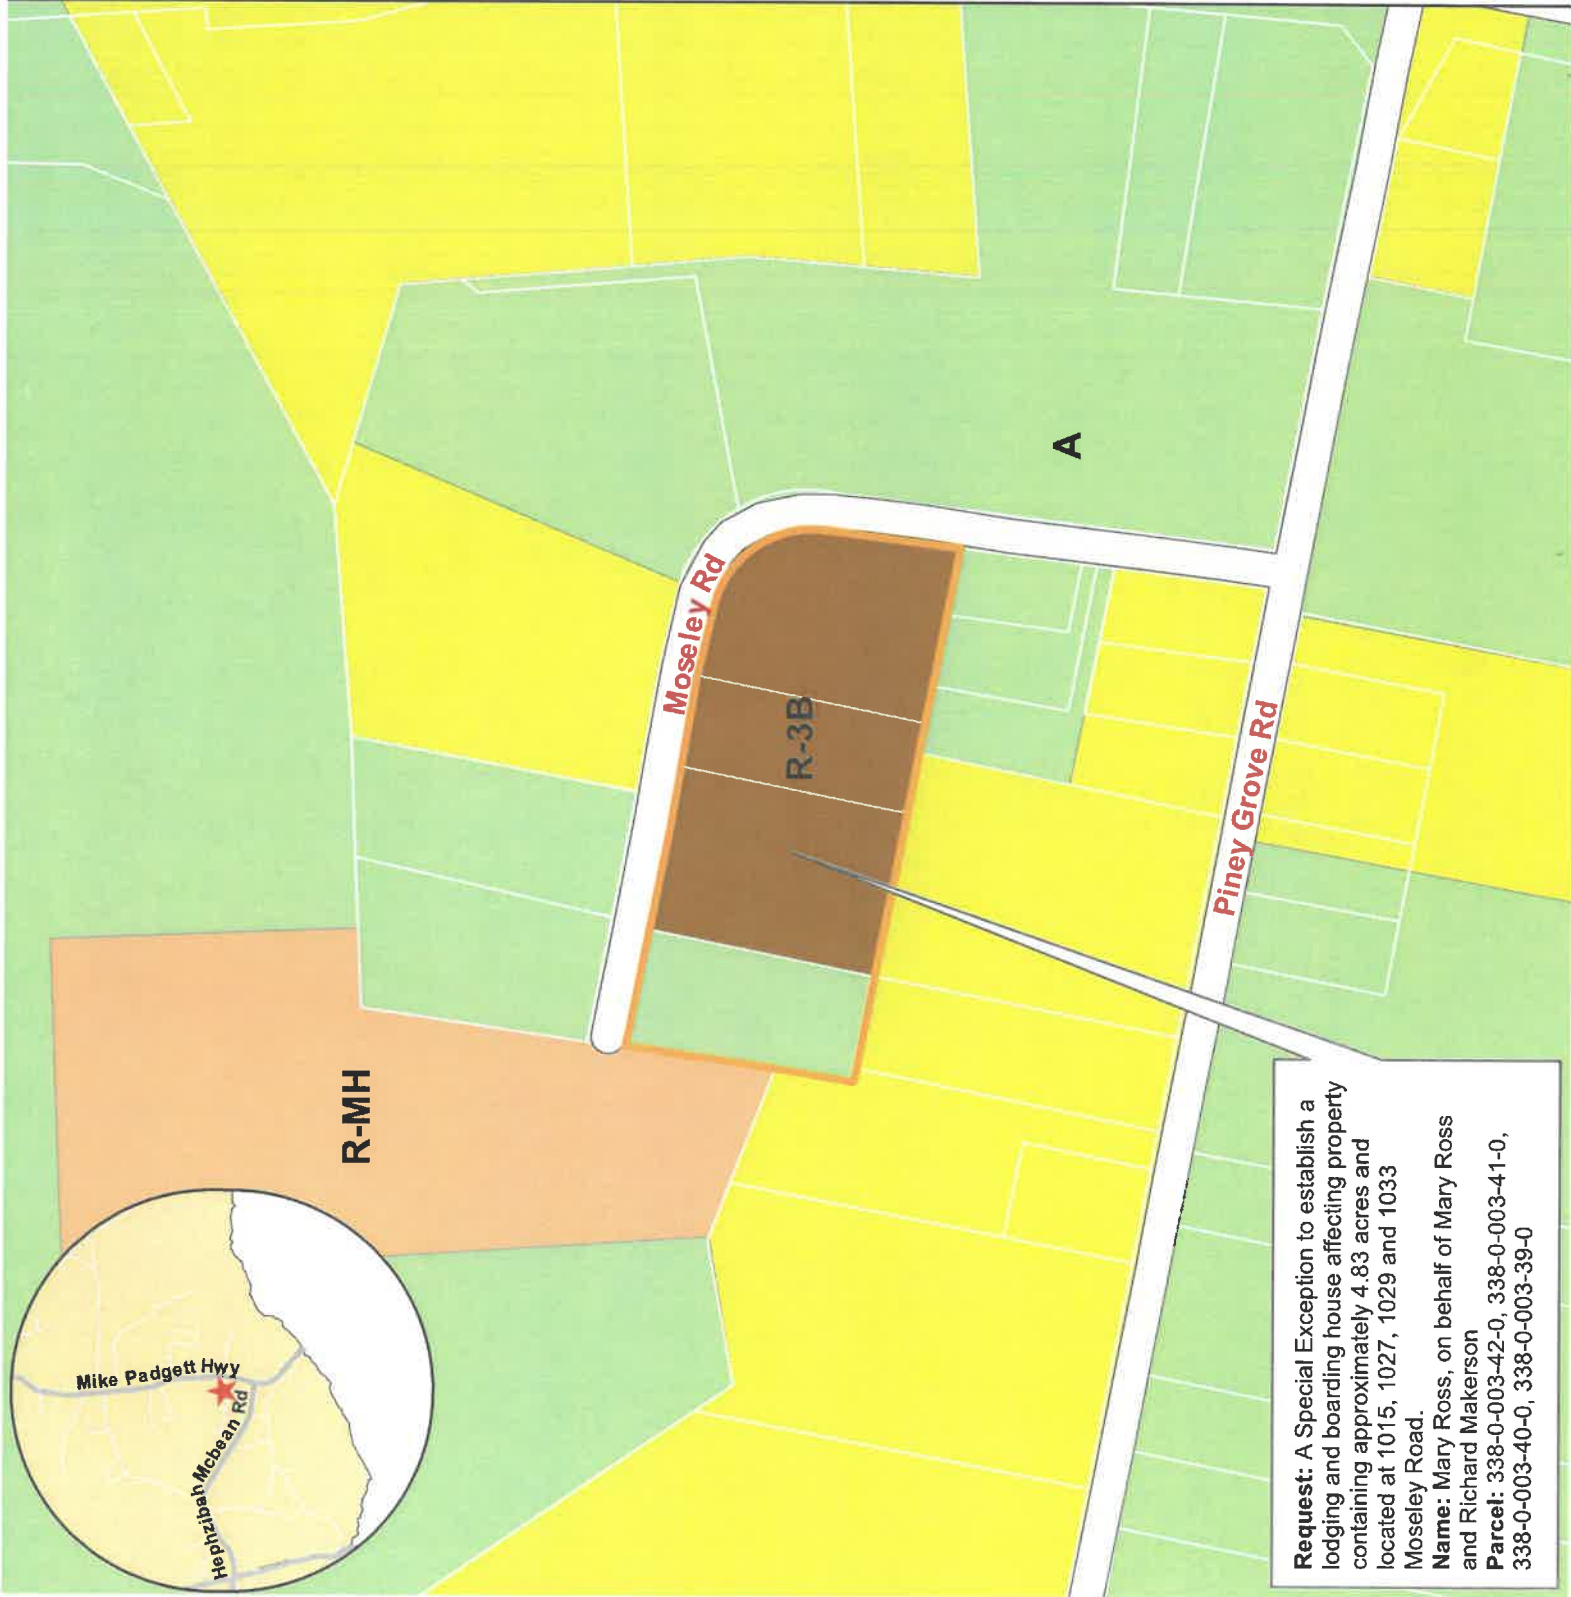 Mike Padgett Hwy
Hephzibah Mcbean Rd
R-MH
Moseley Rd
R-3B
A
Piney Grove Rd
Request: A Special Exception to establish a
lodging and boarding house affecting property
containing approximately 4.83 acres and
located at 1015, 1027, 1029 and 1033
Moseley Road.
Name: Mary Ross, on behalf of Mary Ross
and Richard Makerson
Parcel: 338-0-003-42-0, 338-0-003-41-0,
338-0-003-40-0, 338-0-003-39-0